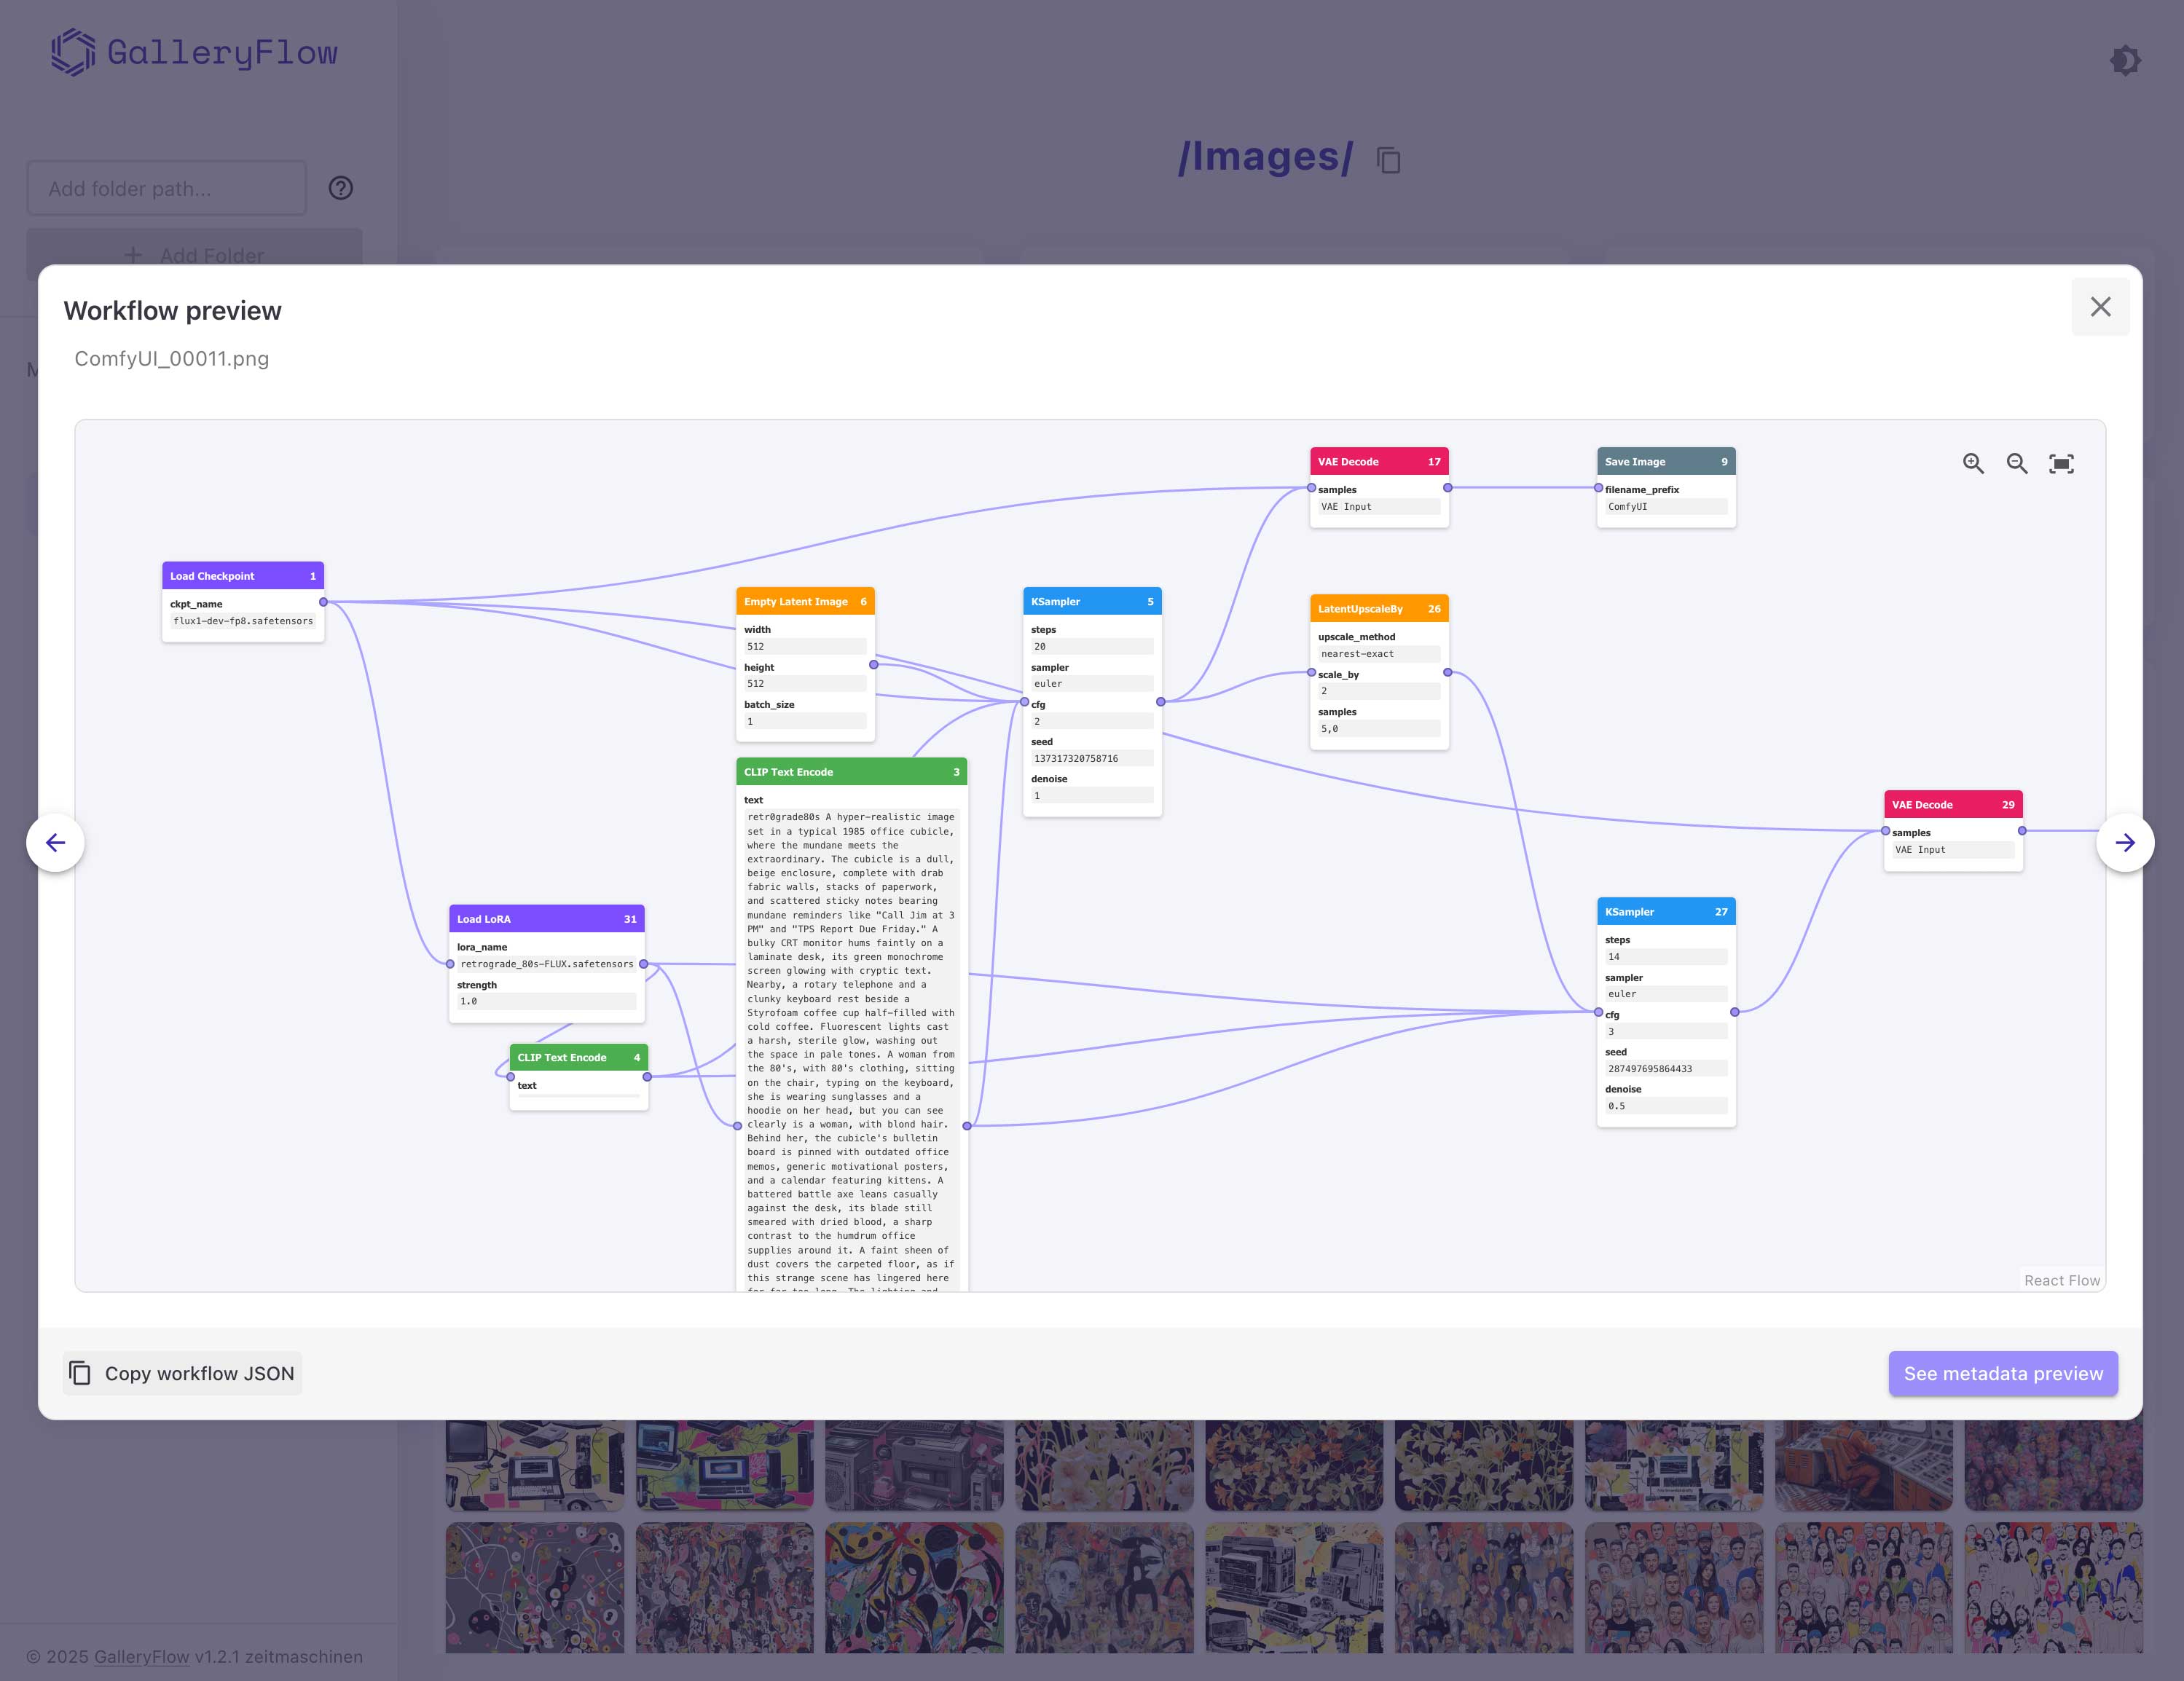 GalleryFlow
/Images/
Add folder path...
+ Add Folder
Workflow preview
ComfyUI_00011.png
M
VAE Decode 17
samples
VAE Input
Save Image 9
filename_prefix
ComfyUI
Load Checkpoint 1
ckpt_name
flux1-dev-fp8.safetensors
Empty Latent Image 6
width
512
height
512
batch_size
1
KSampler 5
steps
20
sampler
euler
cfg
2
seed
137317320758716
denoise
1
LatentUpscaleBy 26
upscale_method
nearest-exact
scale_by
2
samples
5,0
CLIP Text Encode 3
text
retr0grade80s A hyper-realistic image
set in a typical 1985 office cubicle,
where the mundane meets the
extraordinary. The cubicle is a dull,
beige enclosure, complete with drab
fabric walls, stacks of paperwork,
and scattered sticky notes bearing
mundane reminders like "Call Jim at 3
PM" and "TPS Report Due Friday." A
bulky CRT monitor hums faintly on a
laminate desk, its green monochrome
screen glowing with cryptic text.
Nearby, a rotary telephone and a
clunky keyboard rest beside a
Styrofoam coffee cup half-filled with
cold coffee. Fluorescent lights cast
a harsh, sterile glow, washing out
the space in pale tones. A woman from
the 80's, with 80's clothing, sitting
on the chair, typing on the keyboard,
she is wearing sunglasses and a
hoodie on her head, but you can see
clearly is a woman, with blond hair.
Behind her, the cubicle's bulletin
board is pinned with outdated office
memos, generic motivational posters,
and a calendar featuring kittens. A
battered battle axe leans casually
against the desk, its blade still
smeared with dried blood, a sharp
contrast to the humdrum office
supplies around it. A faint sheen of
dust covers the carpeted floor, as if
this strange scene has lingered here
for far too long. The lighting and
VAE Decode 29
samples
VAE Input
Load LoRA 31
lora_name
retrograde_80s-FLUX.safetensors
strength
1.0
CLIP Text Encode 4
text
KSampler 27
steps
14
sampler
euler
cfg
3
seed
287497695864433
denoise
0.5
React Flow
Copy workflow JSON
See metadata preview
© 2025 GalleryFlow v1.2.1 zeitmaschinen